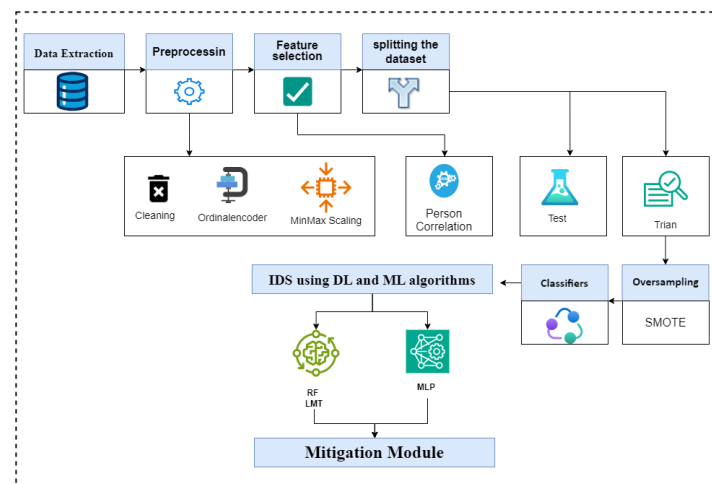 Data Extraction
Preprocessin
Feature
selection
splitting the
dataset
Cleaning
Ordinalencoder
MinMax Scaling
Person
Correlation
Test
Trian
IDS using DL and ML algorithms
Classifiers
Oversampling
SMOTE
RF
LMT
MLP
Mitigation Module